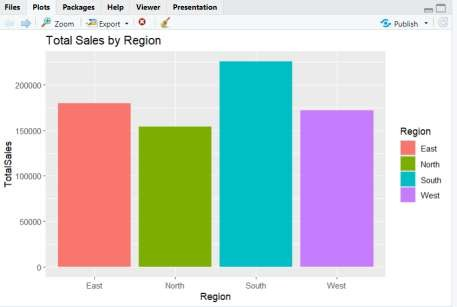 Files Plots Packages Help Viewer Presentation
Zoom Export Publish
Total Sales by Region
TotalSales
200000
150000
100000
50000
0
East North South West
Region
Region
East
North
South
West